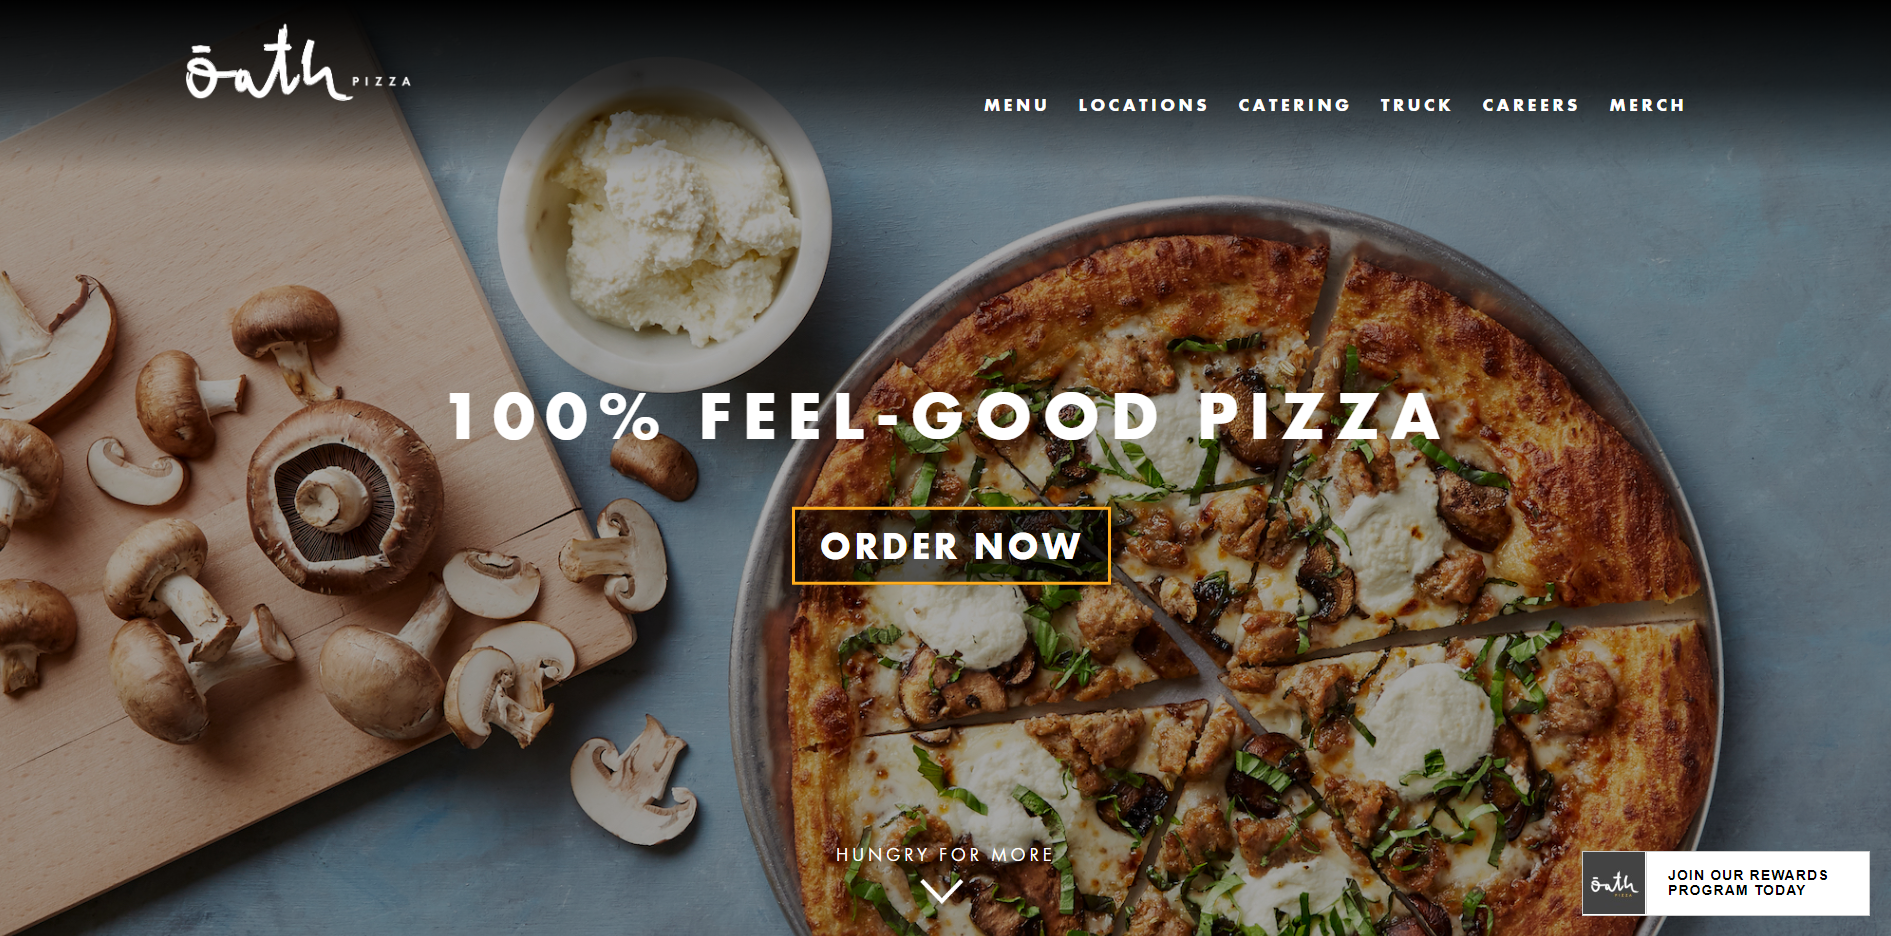 ōath PIZZA
MENU LOCATIONS CATERING TRUCK CAREERS MERCH
100% FEEL-GOOD PIZZA
ORDER NOW
HUNGRY FOR MORE
ōath
PIZZA
JOIN OUR REWARDS
PROGRAM TODAY